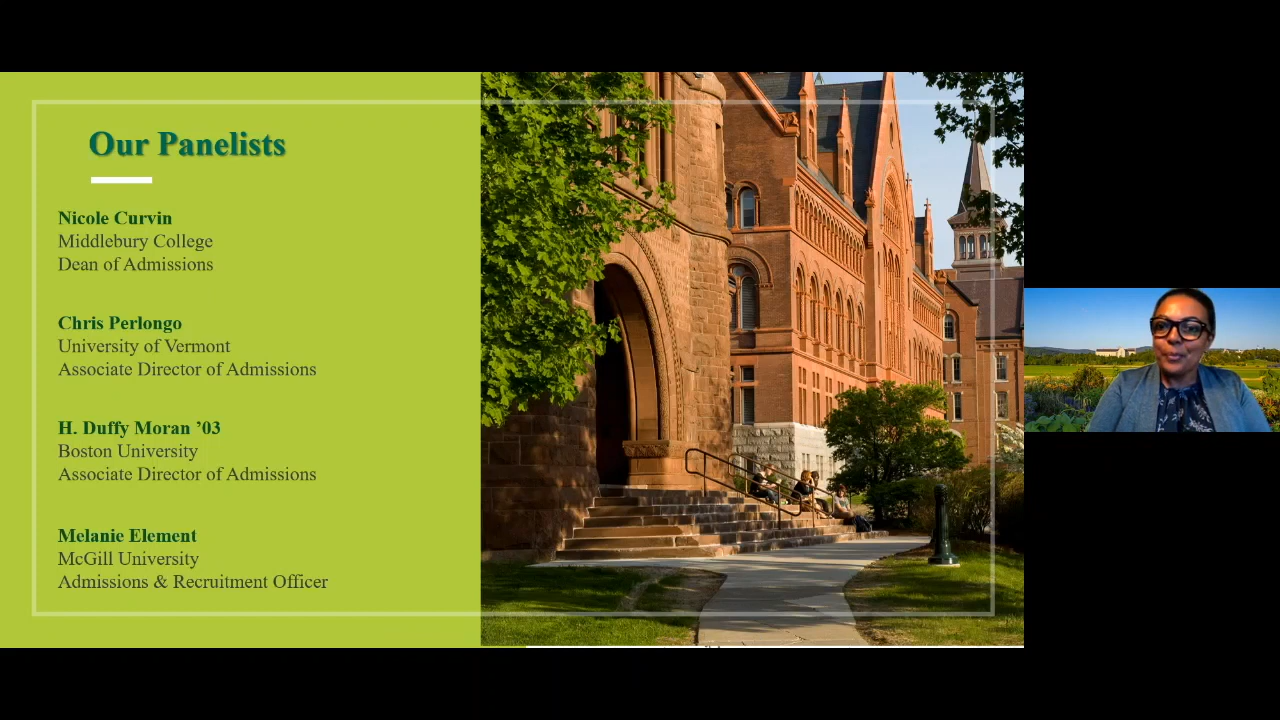 Our Panelists
Nicole Curvin
Middlebury College
Dean of Admissions
Chris Perlongo
University of Vermont
Associate Director of Admissions
H. Duffy Moran ’03
Boston University
Associate Director of Admissions
Melanie Element
McGill University
Admissions & Recruitment Officer